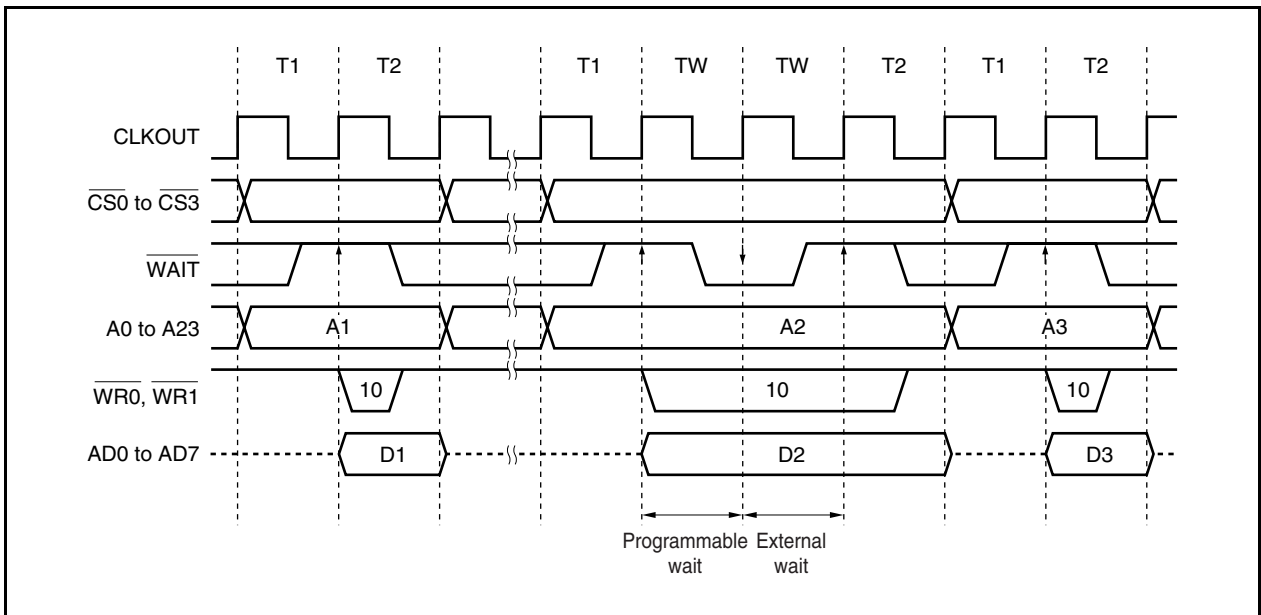 T1 T2 T1 TW TW T2 T1 T2
CLKOUT
CS0 to CS3
WAIT
A0 to A23 A1 A2 A3
WR0, WR1 10 10 10
AD0 to AD7 D1 D2 D3
Programmable External
wait wait